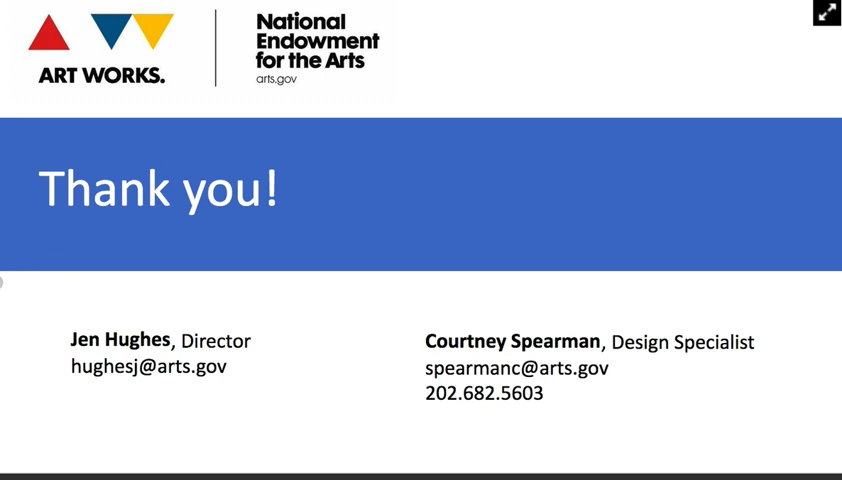 ART WORKS.
National
Endowment
for the Arts
arts.gov
Thank you!
Jen Hughes, Director
hughesj@arts.gov
Courtney Spearman, Design Specialist
spearmanc@arts.gov
202.682.5603